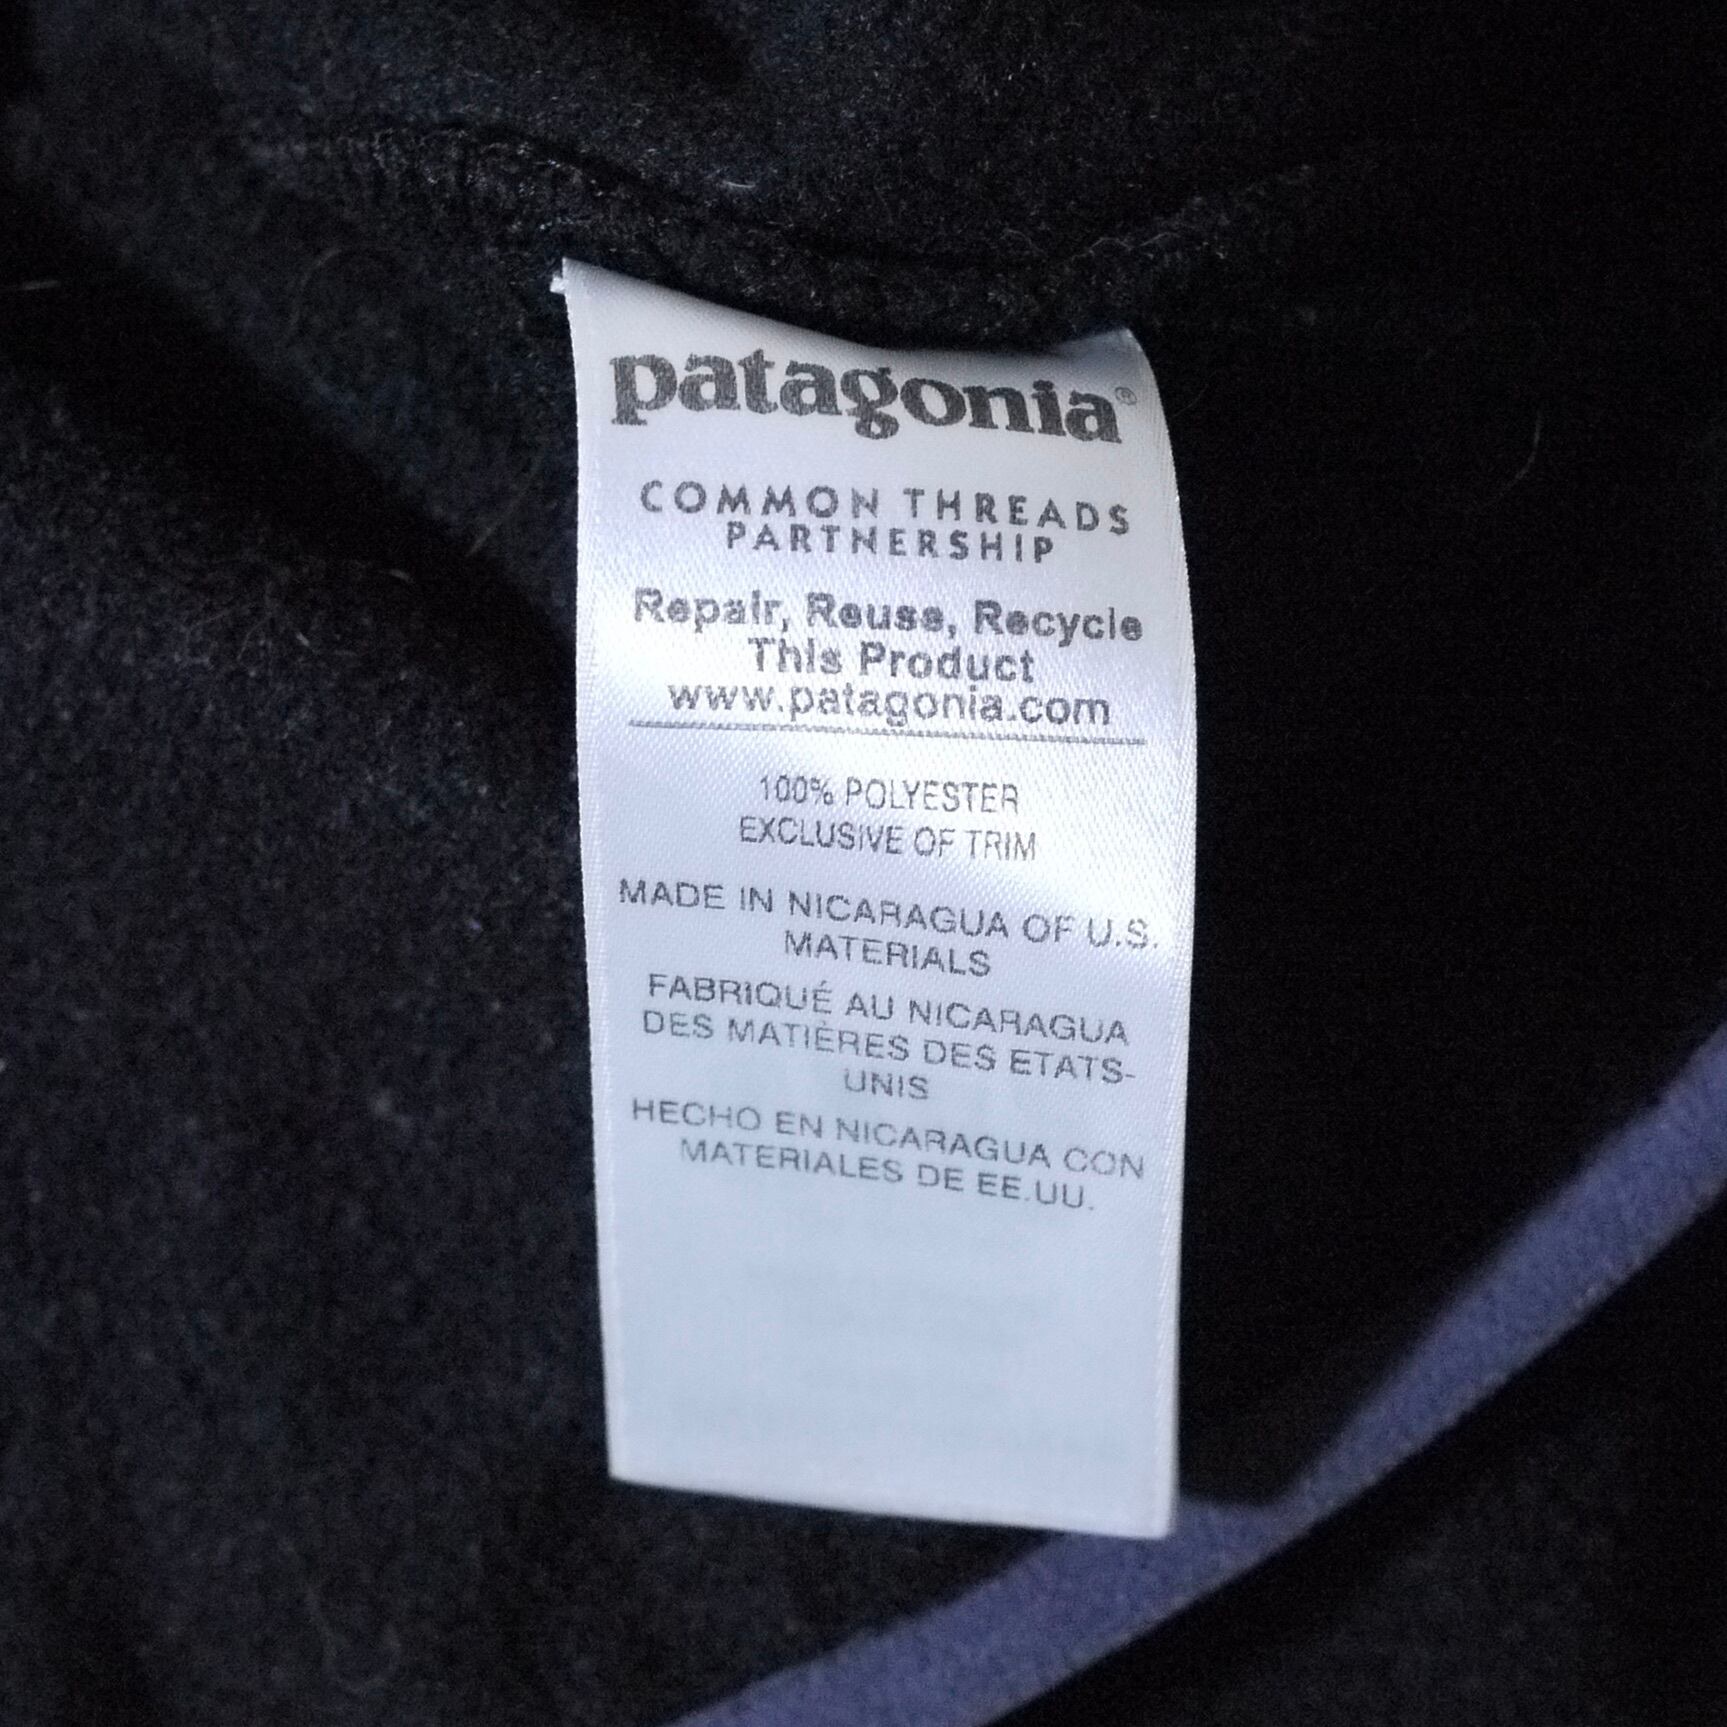 patagonia®
COMMON THREADS
PARTNERSHIP
Repair, Reuse, Recycle
This Product
www.patagonia.com
100% POLYESTER
EXCLUSIVE OF TRIM
MADE IN NICARAGUA OF U.S.
MATERIALS
FABRIQUÉ AU NICARAGUA
DES MATIÈRES DES ETATS-
UNIS
HECHO EN NICARAGUA CON
MATERIALES DE EE.UU.